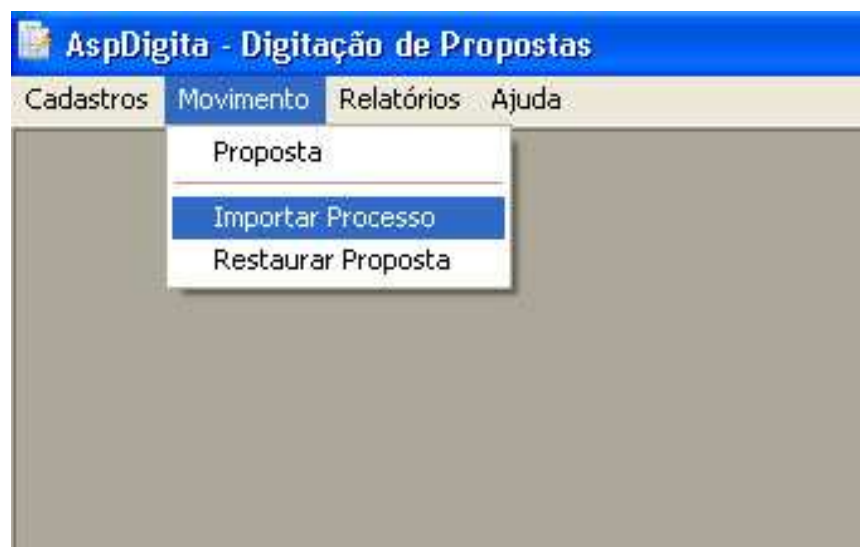 AspDigita - Digitação de Propostas
Cadastros Movimento Relatórios Ajuda
Proposta
Importar Processo
Restaurar Proposta